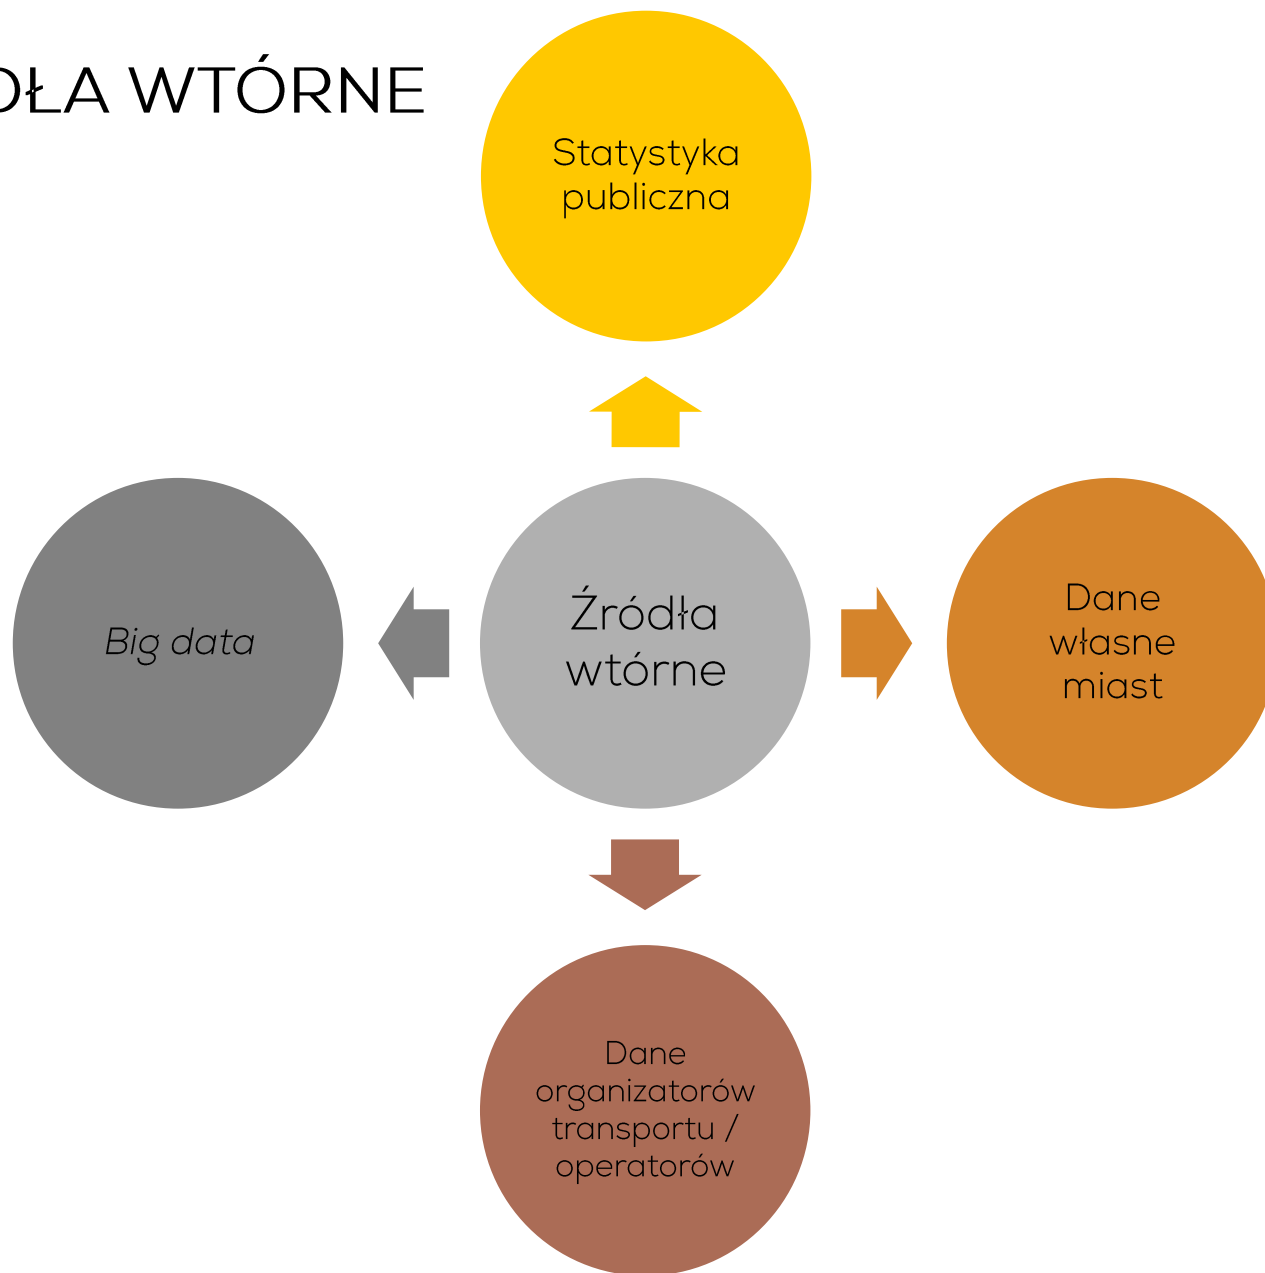 DŁA WTÓRNE
Statystyka
publiczna
Big data
Źródła
wtórne
Dane
własne
miast
Dane
organizatorów
transportu /
operatorów